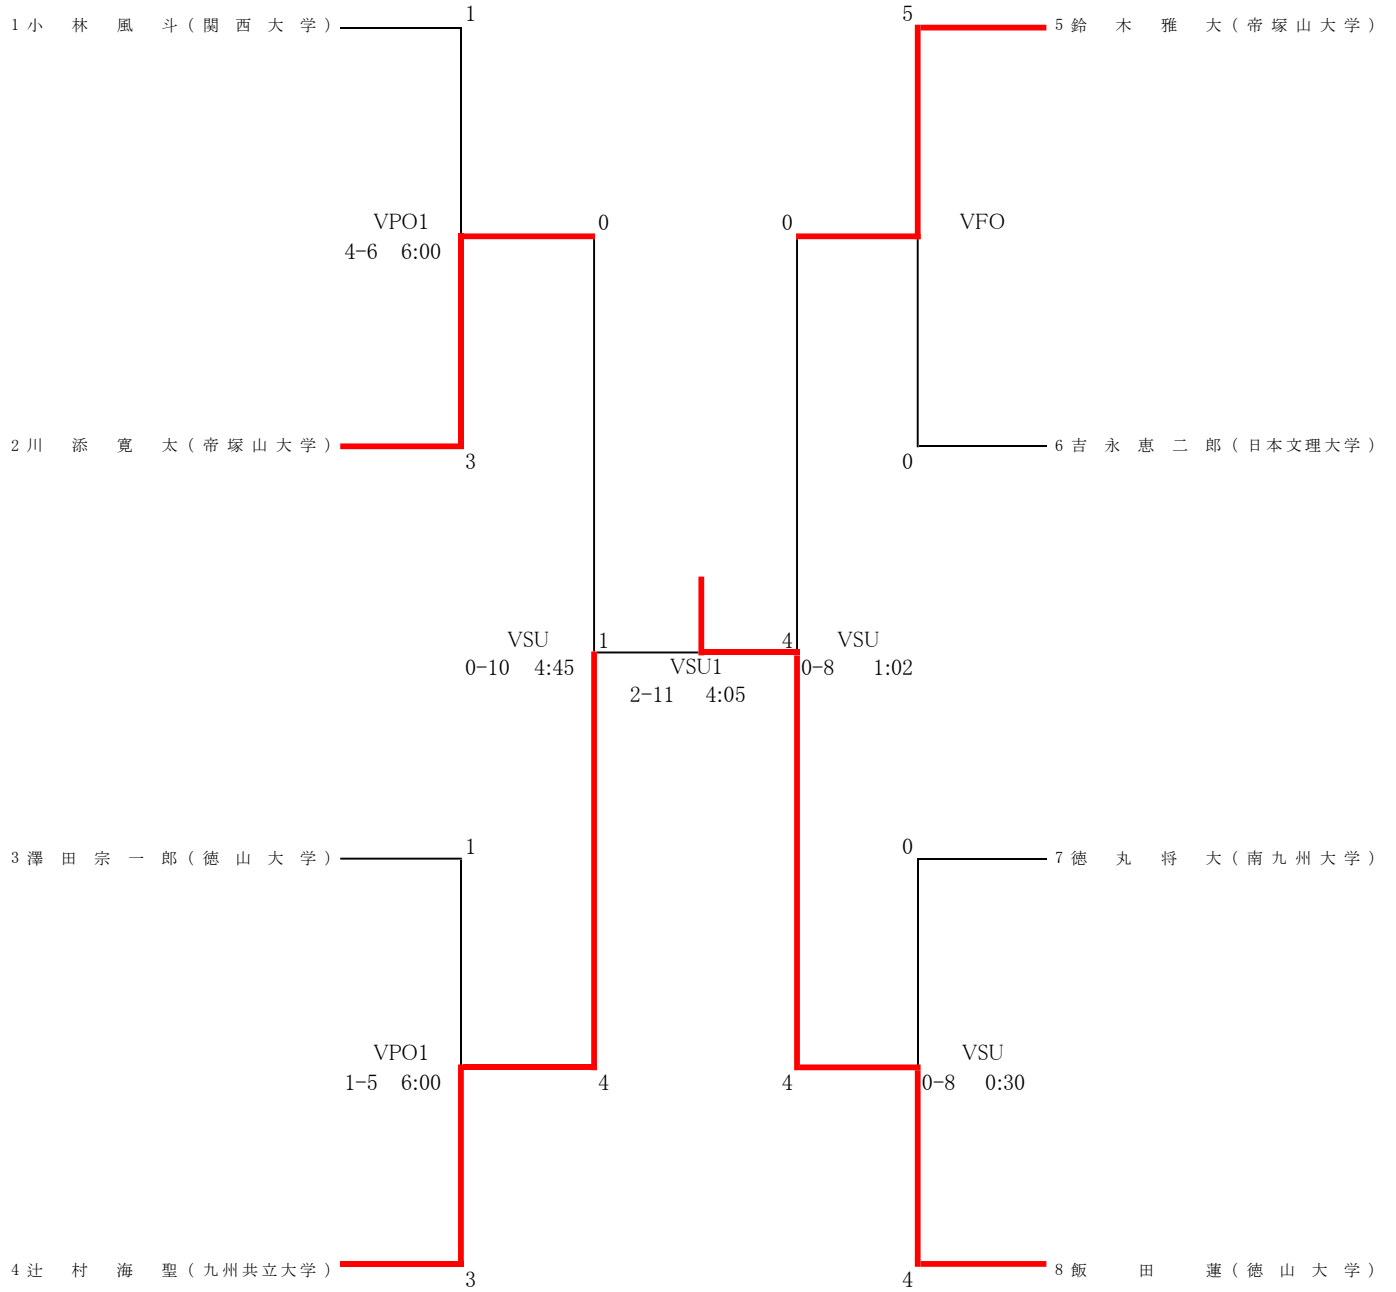 1 5
1 小林風斗(関西大学) 5 鈴木雅大(帝塚山大学)
VPO1 0 0 VFO
4-6 6:00
2 川添寛太(帝塚山大学) 6 吉永恵二郎(日本文理大学)
3 0
VSU 1 4 VSU
0-10 4:45 VSU1 0-8 1:02
2-11 4:05
1 0
3 澤田宗一郎(徳山大学) 7 徳丸将大(南九州大学)
VPO1 VSU
1-5 6:00 4 4 0-8 0:30
4 辻村海聖(九州共立大学) 8 飯田蓮(徳山大学)
3 4